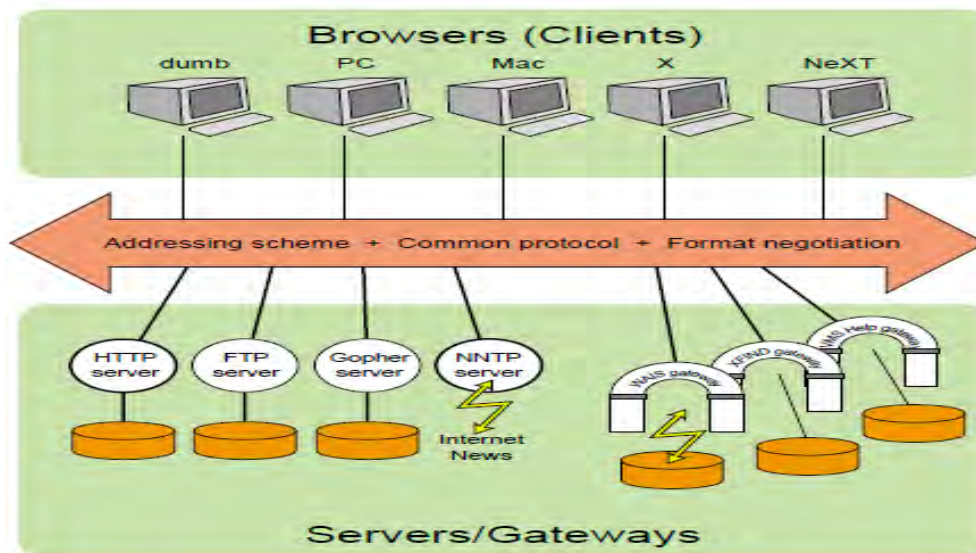 Browsers (Clients)
dumb PC Mac X NeXT
Addressing scheme + Common protocol + Format negotiation
HTTP server
FTP server
Gopher server
NNTP server
Internet News
WAIS gateway
XFIND gateway
VMS Help gateway
Servers/Gateways